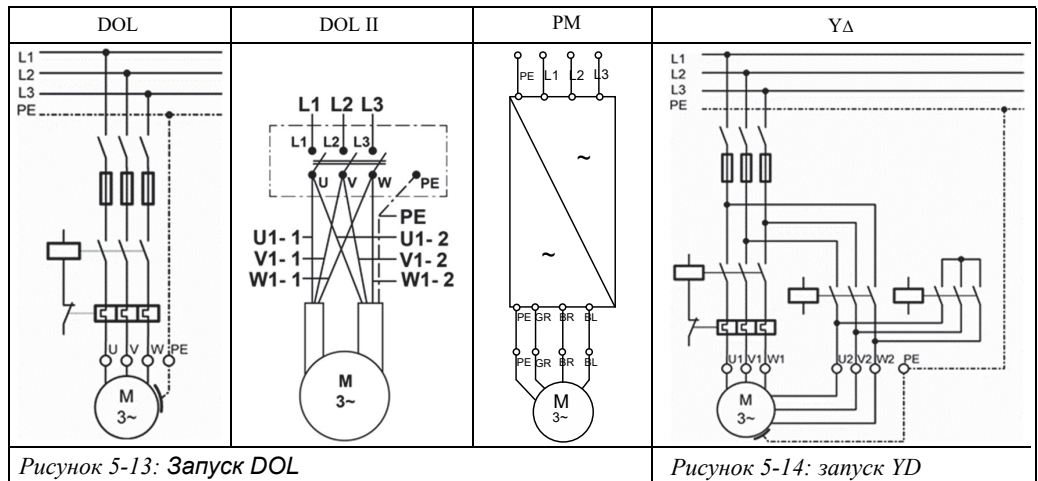 DOL
DOL II
PM
Y∆
L1
L2
L3
PE
U V W PE
M
3~
L1 L2 L3
L1 L2 L3
U V W PE
PE
U1- 1 U1- 2
V1- 1 V1- 2
W1- 1 W1- 2
M
3~
PE L1 L2 L3
~
~
PE GR BR BL
PE GR BR BL
M
3~
L1
L2
L3
PE
U1 V1 W1 U2 V2 W2 PE
M
3~
Рисунок 5-13: Запуск DOL
Рисунок 5-14: запуск YD